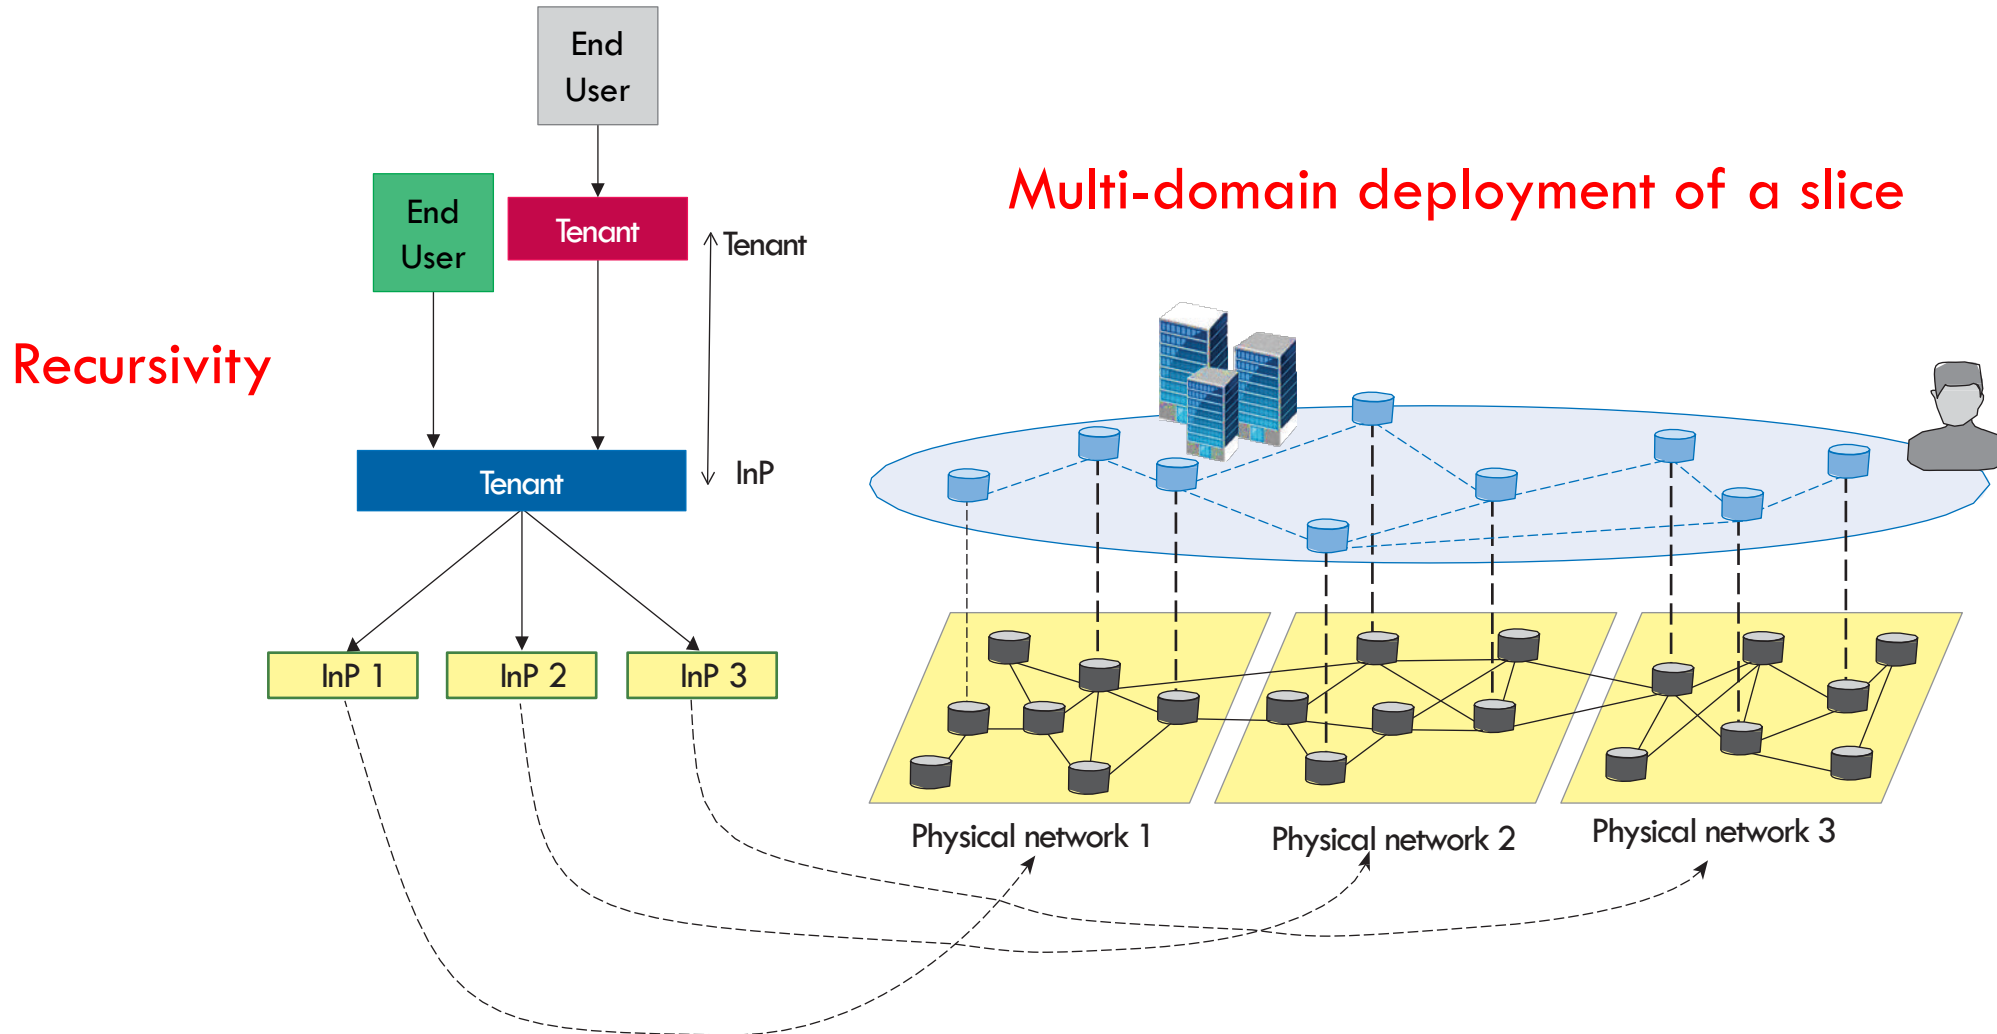 End
User
Multi-domain deployment of a slice
End
User
Tenant
Tenant
Recursivity
Tenant
InP
InP 1
InP 2
InP 3
Physical network 1
Physical network 2
Physical network 3